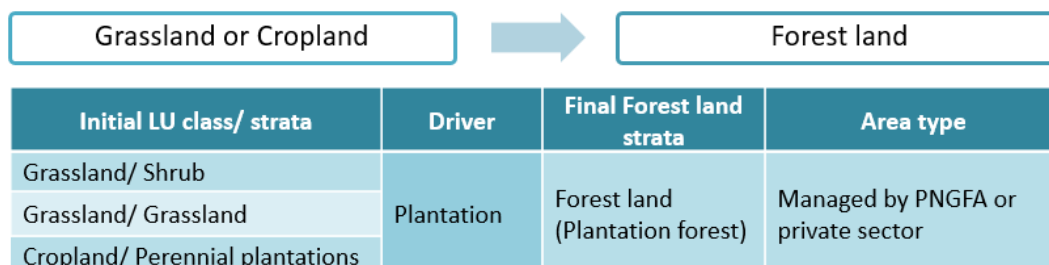 Grassland or Cropland
Forest land
Initial LU class/ strata
Driver
Final Forest land
strata
Area type
Grassland/ Shrub
Grassland/ Grassland
Cropland/ Perennial plantations
Plantation
Forest land
(Plantation forest)
Managed by PNGFA or
private sector